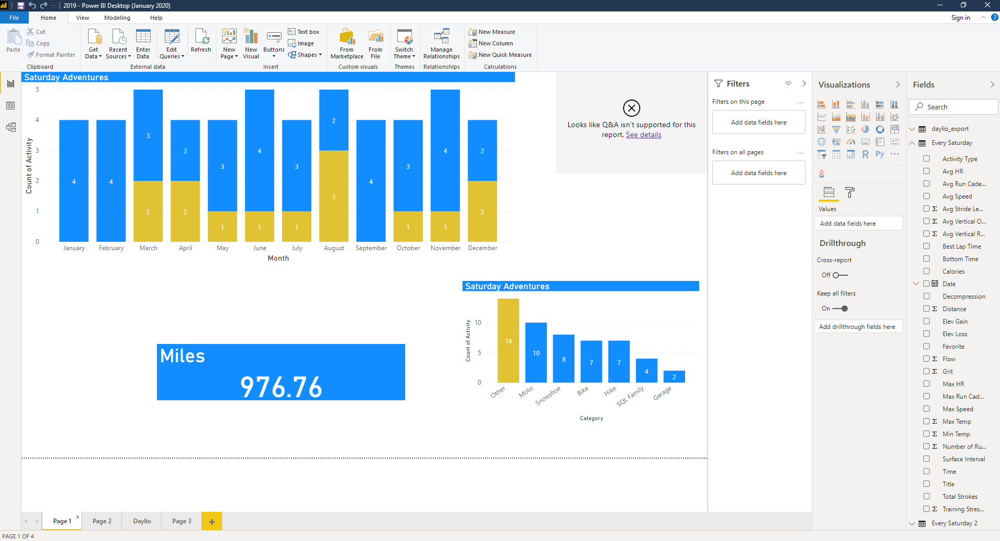 2019 - Power BI Desktop (January 2020)
File Home View Modeling Help
Sign in
Paste
Cut
Copy
Format Painter
Clipboard
Get Data
Recent Sources
Enter Data
Edit Queries
Refresh
External data
New Page
New Visual
Buttons
Text box
Image
Shapes
Insert
From Marketplace
From File
Custom visuals
Switch Theme
Themes
Manage Relationships
Relationships
New Measure
New Column
New Quick Measure
Calculations
Saturday Adventures
Count of Activity
5
4
3
2
1
0
4
4
3
2
2
2
3
1
4
1
3
1
2
3
4
3
1
4
1
2
2
January February March April May June July August September October November December
Month
Looks like Q&A isn't supported for this
report. See details
Miles
976.76
Saturday Adventures
Count of Activity
10
5
0
14
10
8
7
7
4
2
Other Moto Snowshoe Bike Hike SQL Family Garage
Category
Filters
Filters on this page
...
Add data fields here
Filters on all pages
...
Add data fields here
Visualizations
123
R
Py
...
Values
Add data fields here
Drillthrough
Cross-report
Off
Keep all filters
On
Add drillthrough fields here
Fields
Search
daylio_export
Every Saturday
Activity Type
Avg HR
Avg Run Cade...
Avg Speed
Σ Avg Stride Le...
Σ Avg Vertical O...
Σ Avg Vertical R...
Best Lap Time
Bottom Time
Calories
Date
Decompression
Σ Distance
Elev Gain
Elev Loss
Favorite
Σ Flow
Σ Grit
Max HR
Max Run Cad...
Max Speed
Σ Max Temp
Σ Min Temp
Σ Number of Ru...
Surface Interval
Time
Title
Total Strokes
Σ Training Stres...
Every Saturday 2
Page 1 x
Page 2
Daylio
Page 3
+
PAGE 1 OF 4